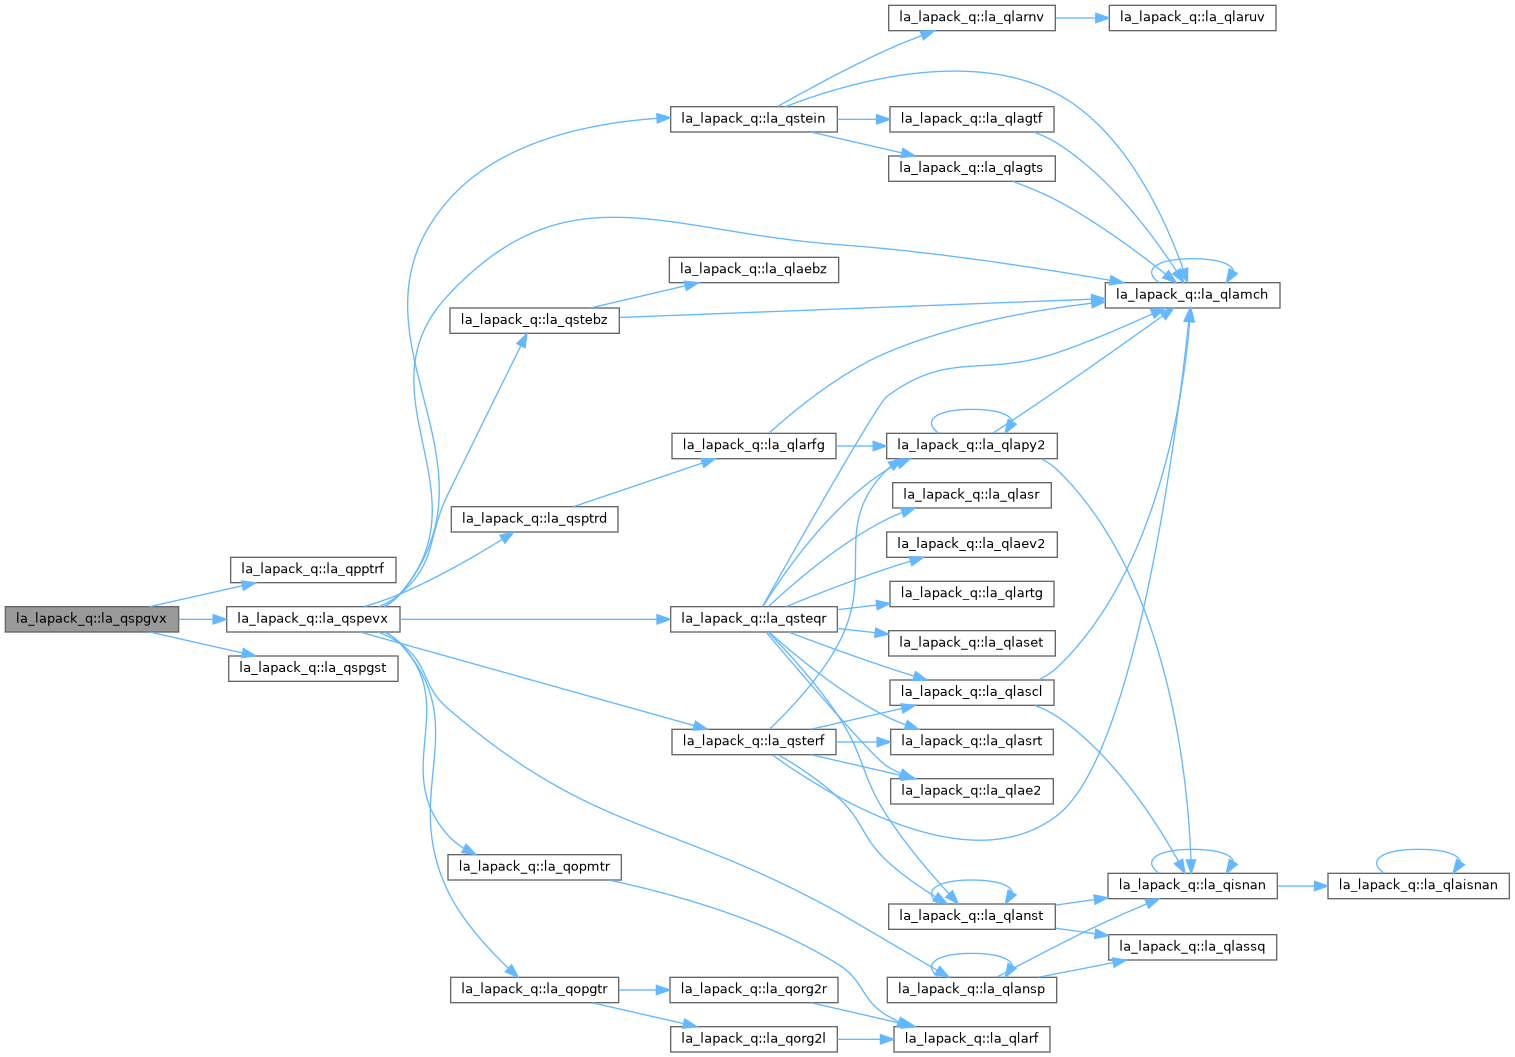 la_lapack_q::la_qlarnv
la_lapack_q::la_qlaruv
la_lapack_q::la_qstein
la_lapack_q::la_qlagtf
la_lapack_q::la_qlagts
la_lapack_q::la_qlaebz
la_lapack_q::la_qlamch
la_lapack_q::la_qstebz
la_lapack_q::la_qlarfg
la_lapack_q::la_qlapy2
la_lapack_q::la_qlasr
la_lapack_q::la_qsptrd
la_lapack_q::la_qlaev2
la_lapack_q::la_qpptrf
la_lapack_q::la_qlartg
la_lapack_q::la_qspgvx
la_lapack_q::la_qspevx
la_lapack_q::la_qsteqr
la_lapack_q::la_qlaset
la_lapack_q::la_qspgst
la_lapack_q::la_qlascl
la_lapack_q::la_qsterf
la_lapack_q::la_qlasrt
la_lapack_q::la_qlae2
la_lapack_q::la_qopmtr
la_lapack_q::la_qisnan
la_lapack_q::la_qlaisnan
la_lapack_q::la_qlanst
la_lapack_q::la_qlassq
la_lapack_q::la_qopgtr
la_lapack_q::la_qorg2r
la_lapack_q::la_qlansp
la_lapack_q::la_qorg2l
la_lapack_q::la_qlarf